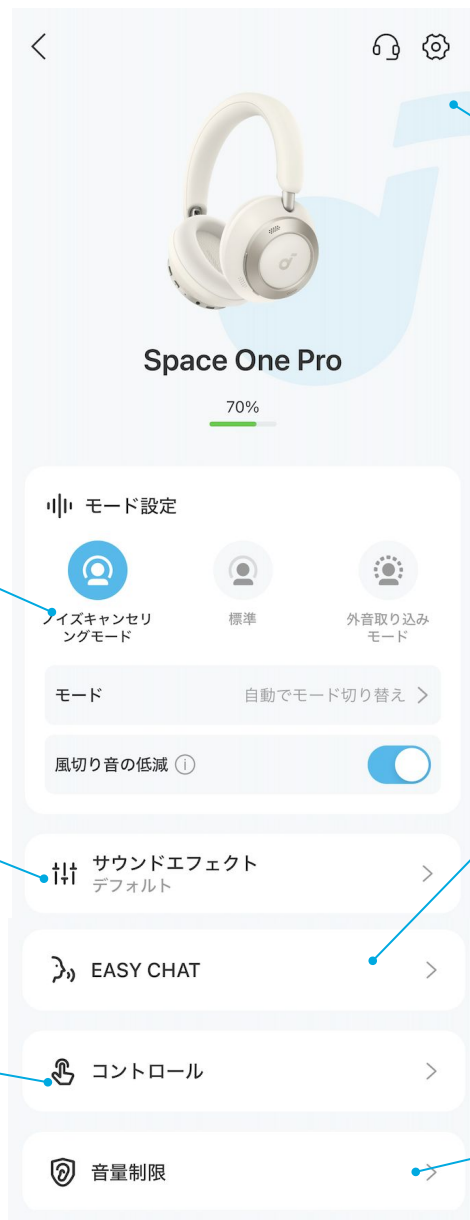 Space One Pro
70%
モード設定
ノイズキャンセリ
ングモード
標準
外音取り込み
モード
モード
自動でモード切り替え
風切り音の低減
サウンドエフェクト
デフォルト
EASY CHAT
コントロール
音量制限